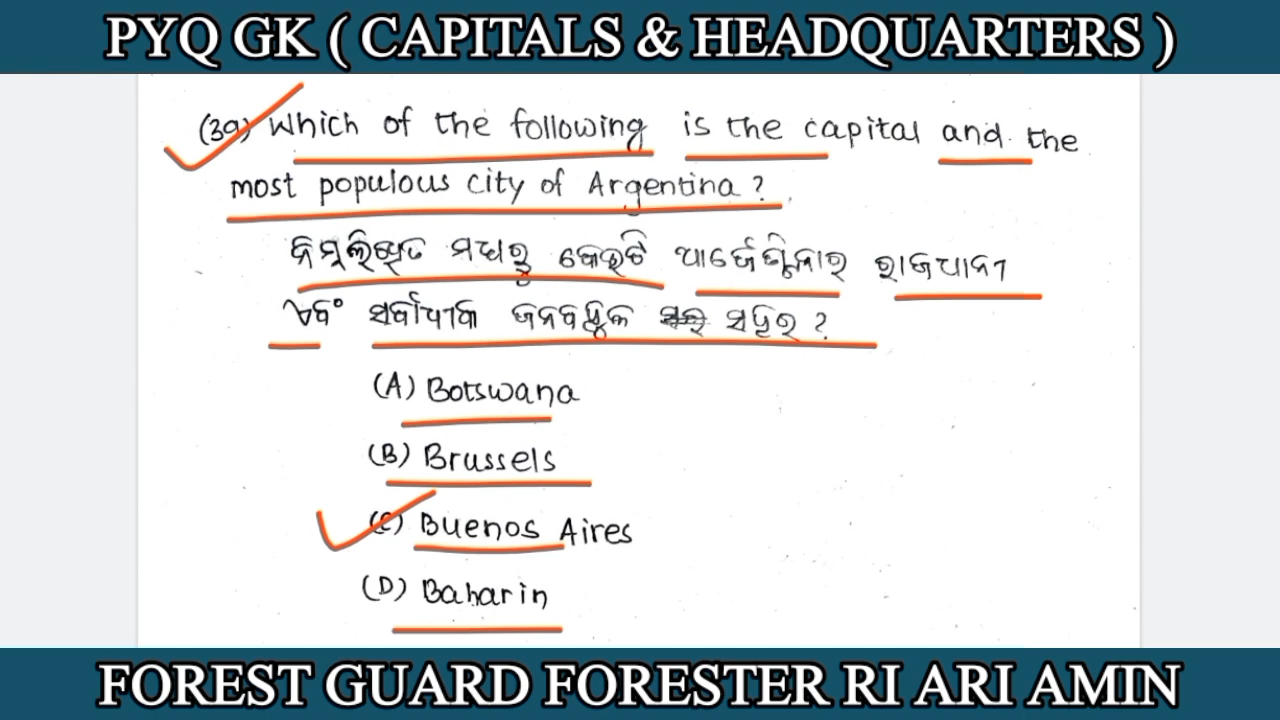 PYQ GK ( CAPITALS & HEADQUARTERS )
(39) Which of the following is the capital and the
most populous city of Argentina ?
ନିମ୍ନଲିଖିତ ମଧ୍ୟରୁ କେଉଁଟି ଆର୍ଜେଣ୍ଟିନାର ରାଜଧାନୀ
ଏବଂ ସର୍ବାଧୀକ ଜନବହୁଳ ସହର ?
(A) Botswana
(B) Brussels
(C) Buenos Aires
(D) Baharin
FOREST GUARD FORESTER RI ARI AMIN